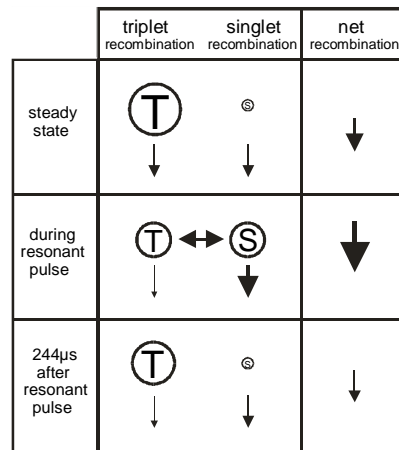 triplet singlet net
recombination recombination recombination
steady
state
T S
during
resonant
pulse
T S
244µs
after
resonant
pulse
T S